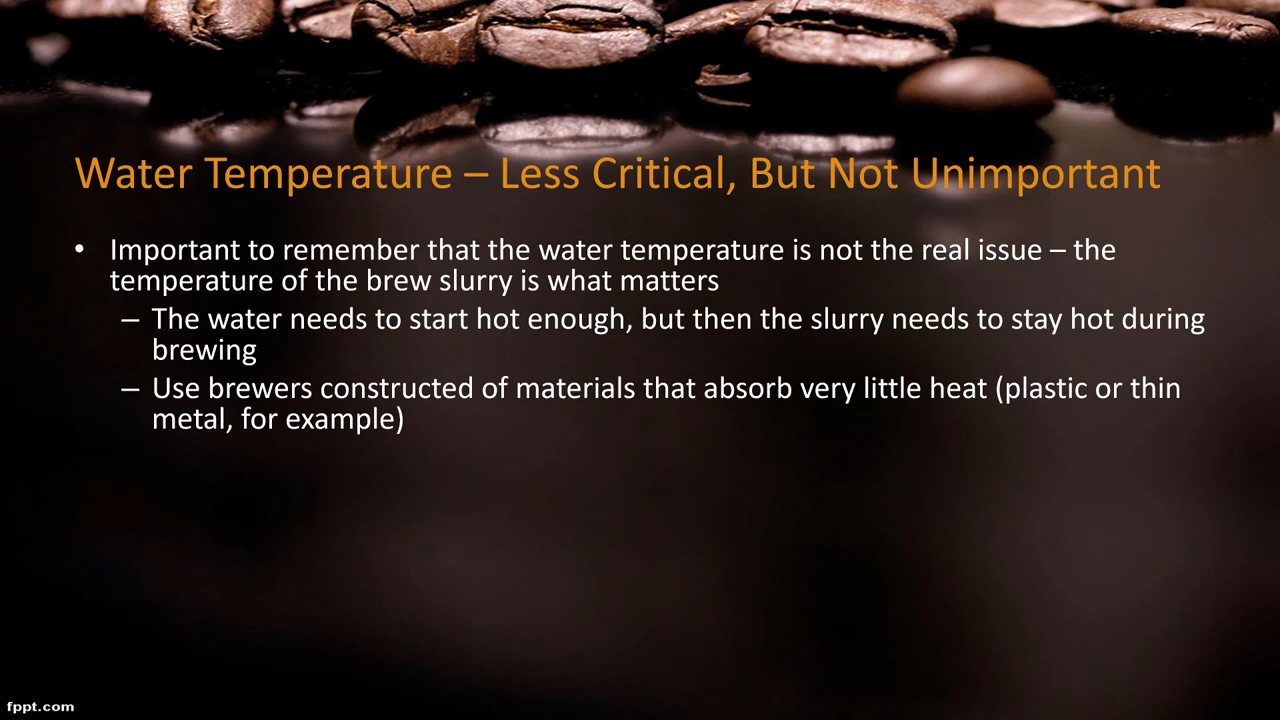 Water Temperature – Less Critical, But Not Unimportant
• Important to remember that the water temperature is not the real issue – the
temperature of the brew slurry is what matters
– The water needs to start hot enough, but then the slurry needs to stay hot during
brewing
– Use brewers constructed of materials that absorb very little heat (plastic or thin
metal, for example)
fppt.com